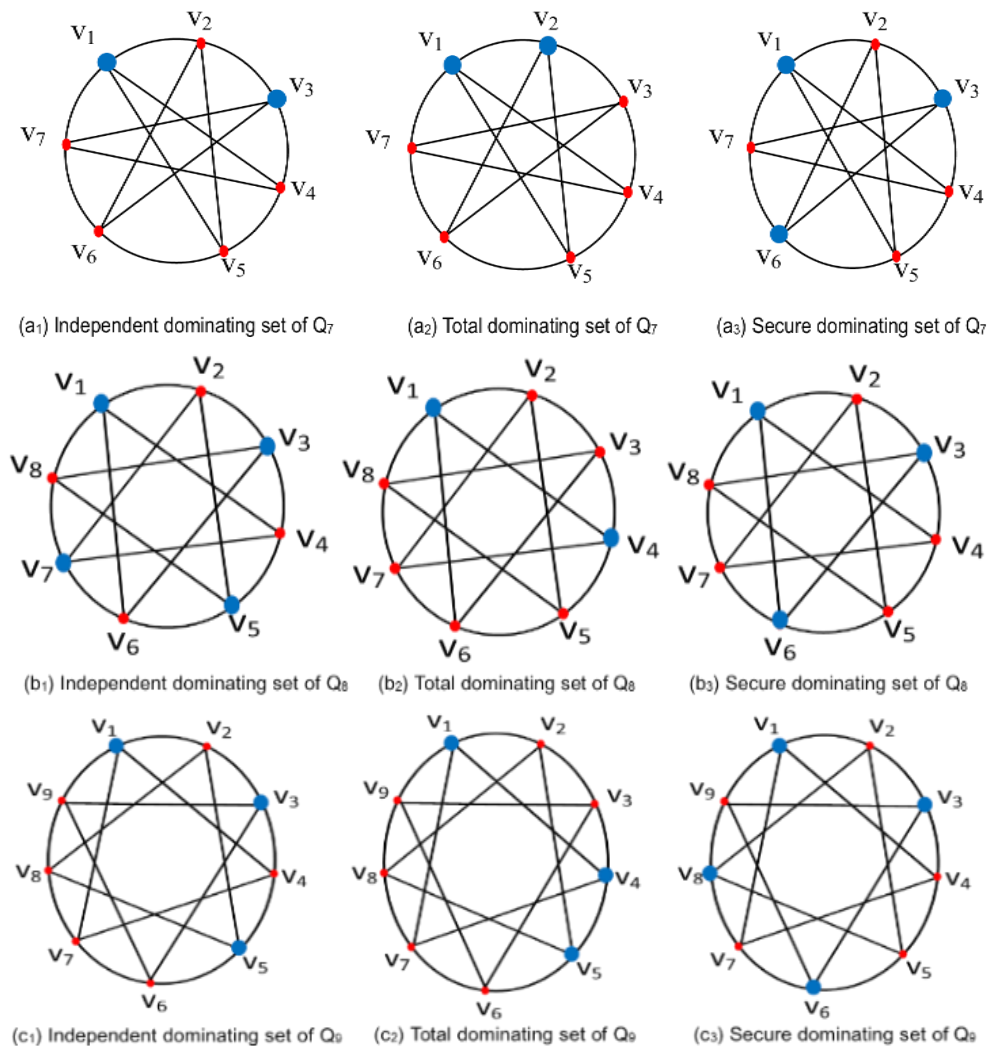 v₂ v₂ v₂
v₁ v₁ v₁
v₃ v₃ v₃
v₇ v₇ v₇
v₄ v₄ v₄
v₆ v₆ v₆
v₅ v₅ v₅
(a₁) Independent dominating set of Q₇ (a₂) Total dominating set of Q₇ (a₃) Secure dominating set of Q₇
v₂ v₂ v₂
v₁ v₁ v₁
v₃ v₃ v₃
v₈ v₈ v₈
v₄ v₄ v₄
v₇ v₇ v₇
v₆ v₅ v₆ v₅ v₆ v₅
(b₁) Independent dominating set of Q₈ (b₂) Total dominating set of Q₈ (b₃) Secure dominating set of Q₈
v₁ v₂ v₁ v₂ v₁ v₂
v₉ v₃ v₉ v₃ v₉ v₃
v₈ v₄ v₈ v₄ v₈ v₄
v₇ v₅ v₇ v₅ v₇ v₅
v₆ v₆ v₆
(c₁) Independent dominating set of Q₉ (c₂) Total dominating set of Q₉ (c₃) Secure dominating set of Q₉